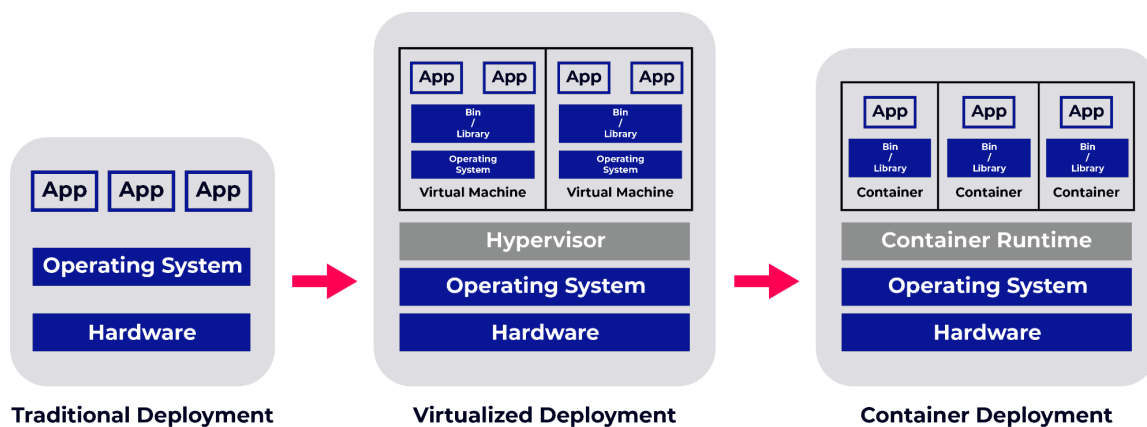 App App App
Operating System
Hardware
Traditional Deployment
App App
Bin
/
Library
Operating
System
Virtual Machine
App App
Bin
/
Library
Operating
System
Virtual Machine
Hypervisor
Operating System
Hardware
Virtualized Deployment
App
Bin
/
Library
Container
App
Bin
/
Library
Container
App
Bin
/
Library
Container
Container Runtime
Operating System
Hardware
Container Deployment